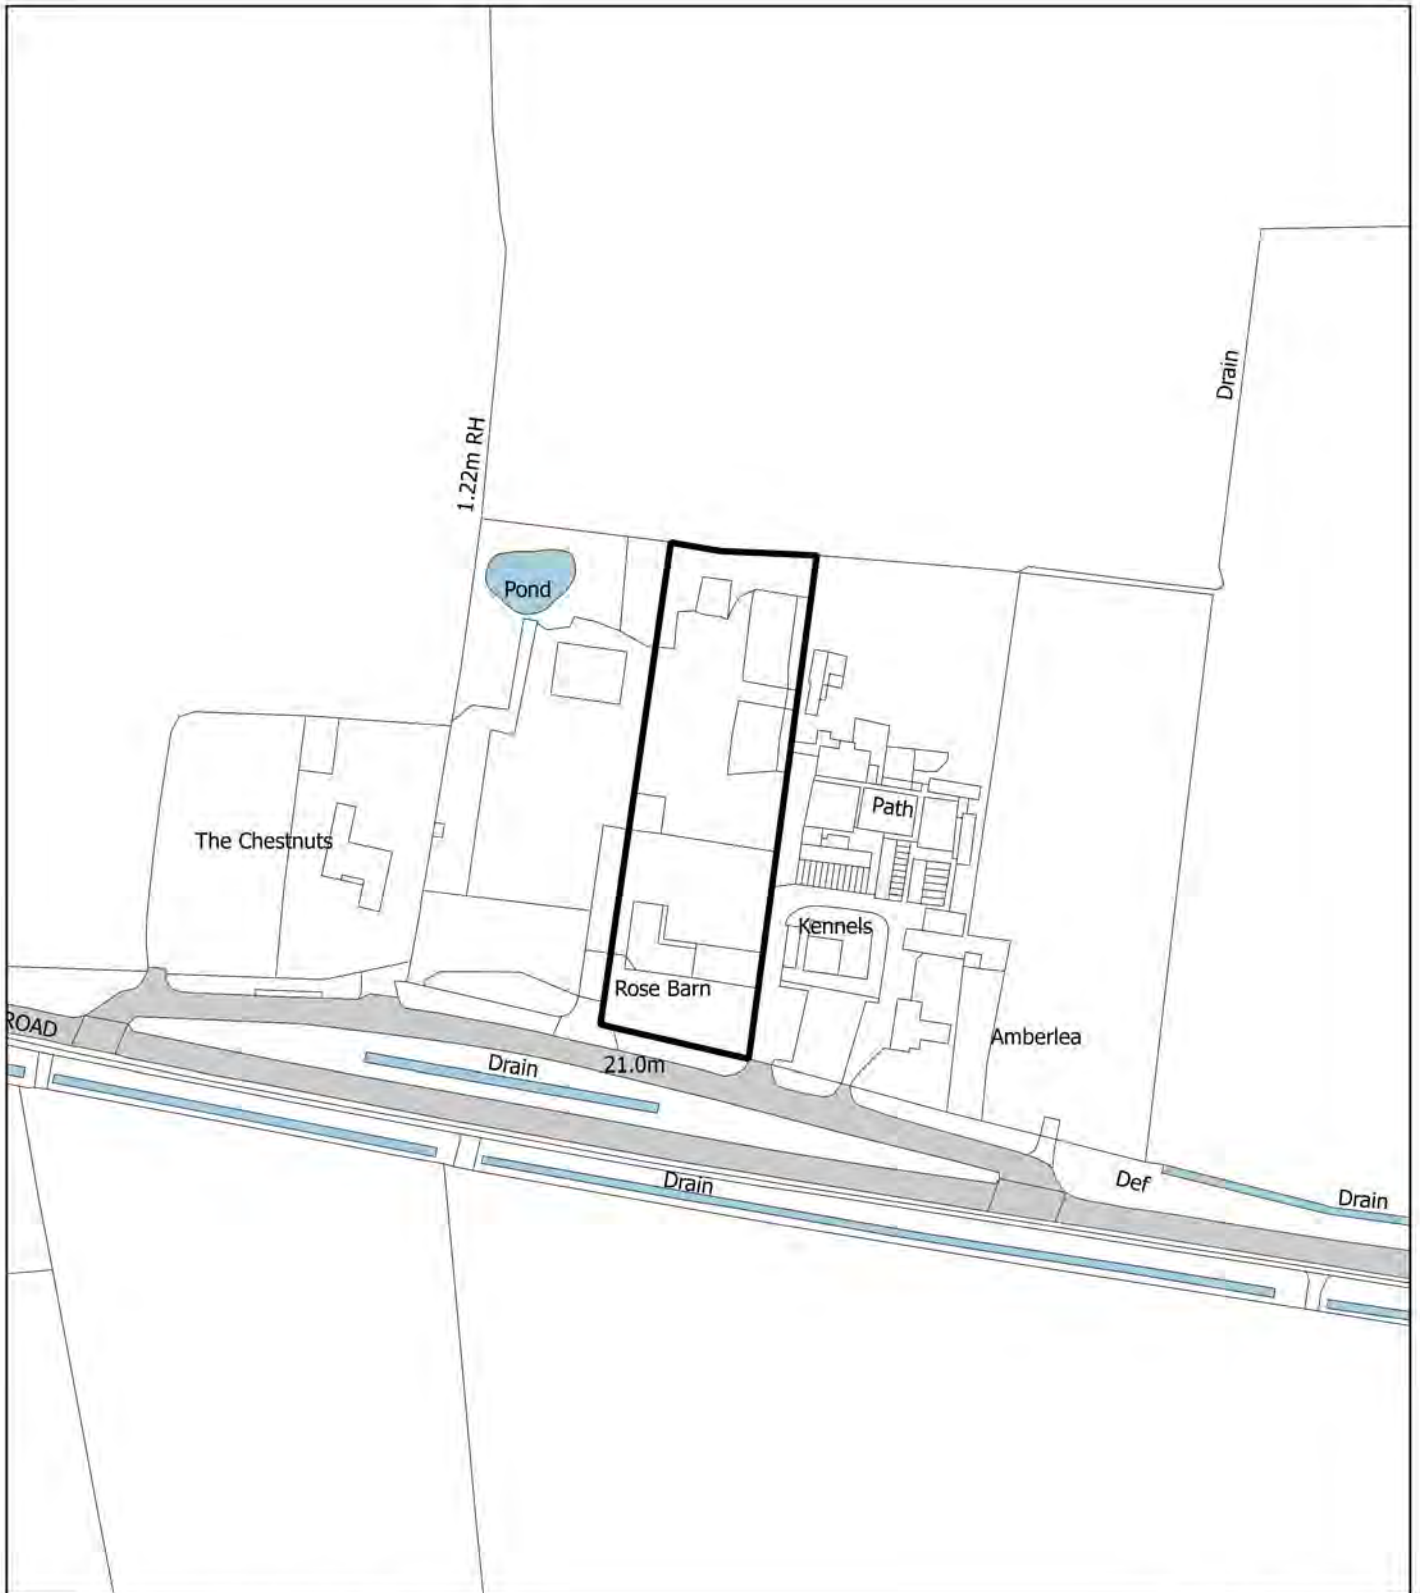 Drain
1.22m RH
Pond
Path
The Chestnuts
Kennels
Rose Barn
ROAD
Amberlea
Drain
21.0m
Drain
Def
Drain